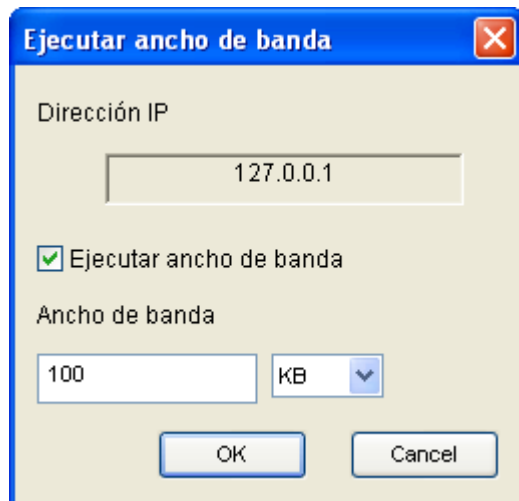 Ejecutar ancho de banda
Dirección IP
127.0.0.1
Ejecutar ancho de banda
Ancho de banda
100 KB
OK Cancel